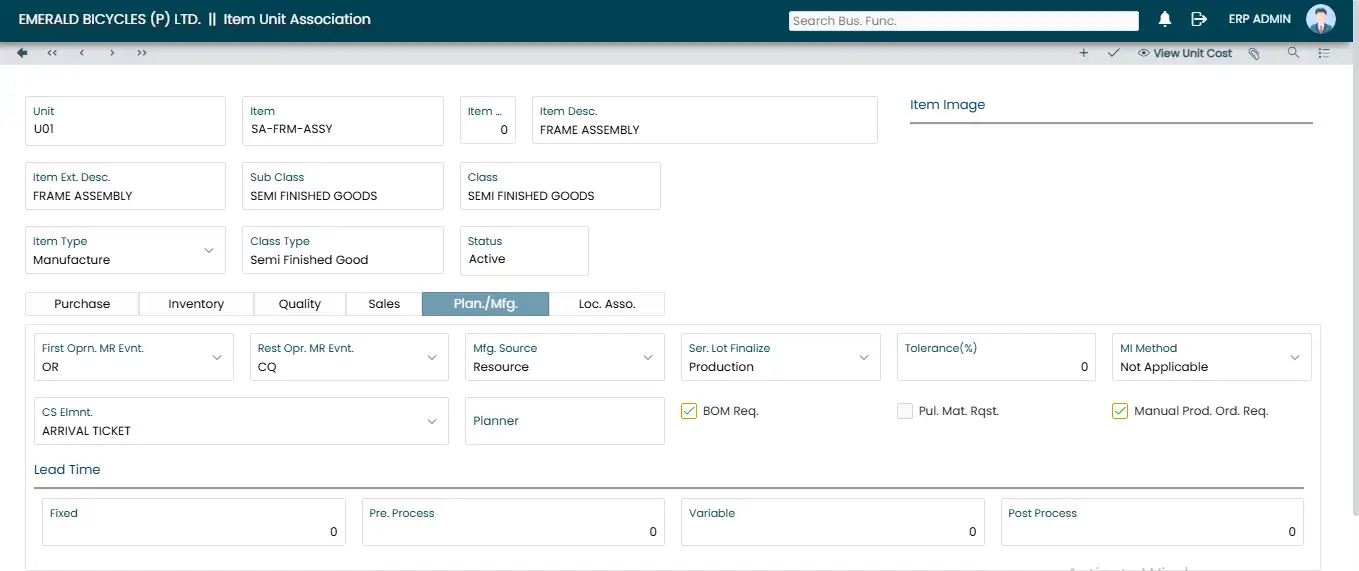 EMERALD BICYCLES (P) LTD. || Item Unit Association
Search Bus. Func.
ERP ADMIN
<< < > >>
+
View Unit Cost
Unit
U01
Item
SA-FRM-ASSY
Item ...
0
Item Desc.
FRAME ASSEMBLY
Item Image
Item Ext. Desc.
FRAME ASSEMBLY
Sub Class
SEMI FINISHED GOODS
Class
SEMI FINISHED GOODS
Item Type
Manufacture
Class Type
Semi Finished Good
Status
Active
Purchase Inventory Quality Sales Plan./Mfg. Loc. Asso.
First Oprn. MR Evnt.
OR
Rest Opr. MR Evnt.
CQ
Mfg. Source
Resource
Ser. Lot Finalize
Production
Tolerance(%)
0
MI Method
Not Applicable
CS Elmnt.
ARRIVAL TICKET
Planner
BOM Req.
Pul. Mat. Rqst.
Manual Prod. Ord. Req.
Lead Time
Fixed
0
Pre. Process
0
Variable
0
Post Process
0